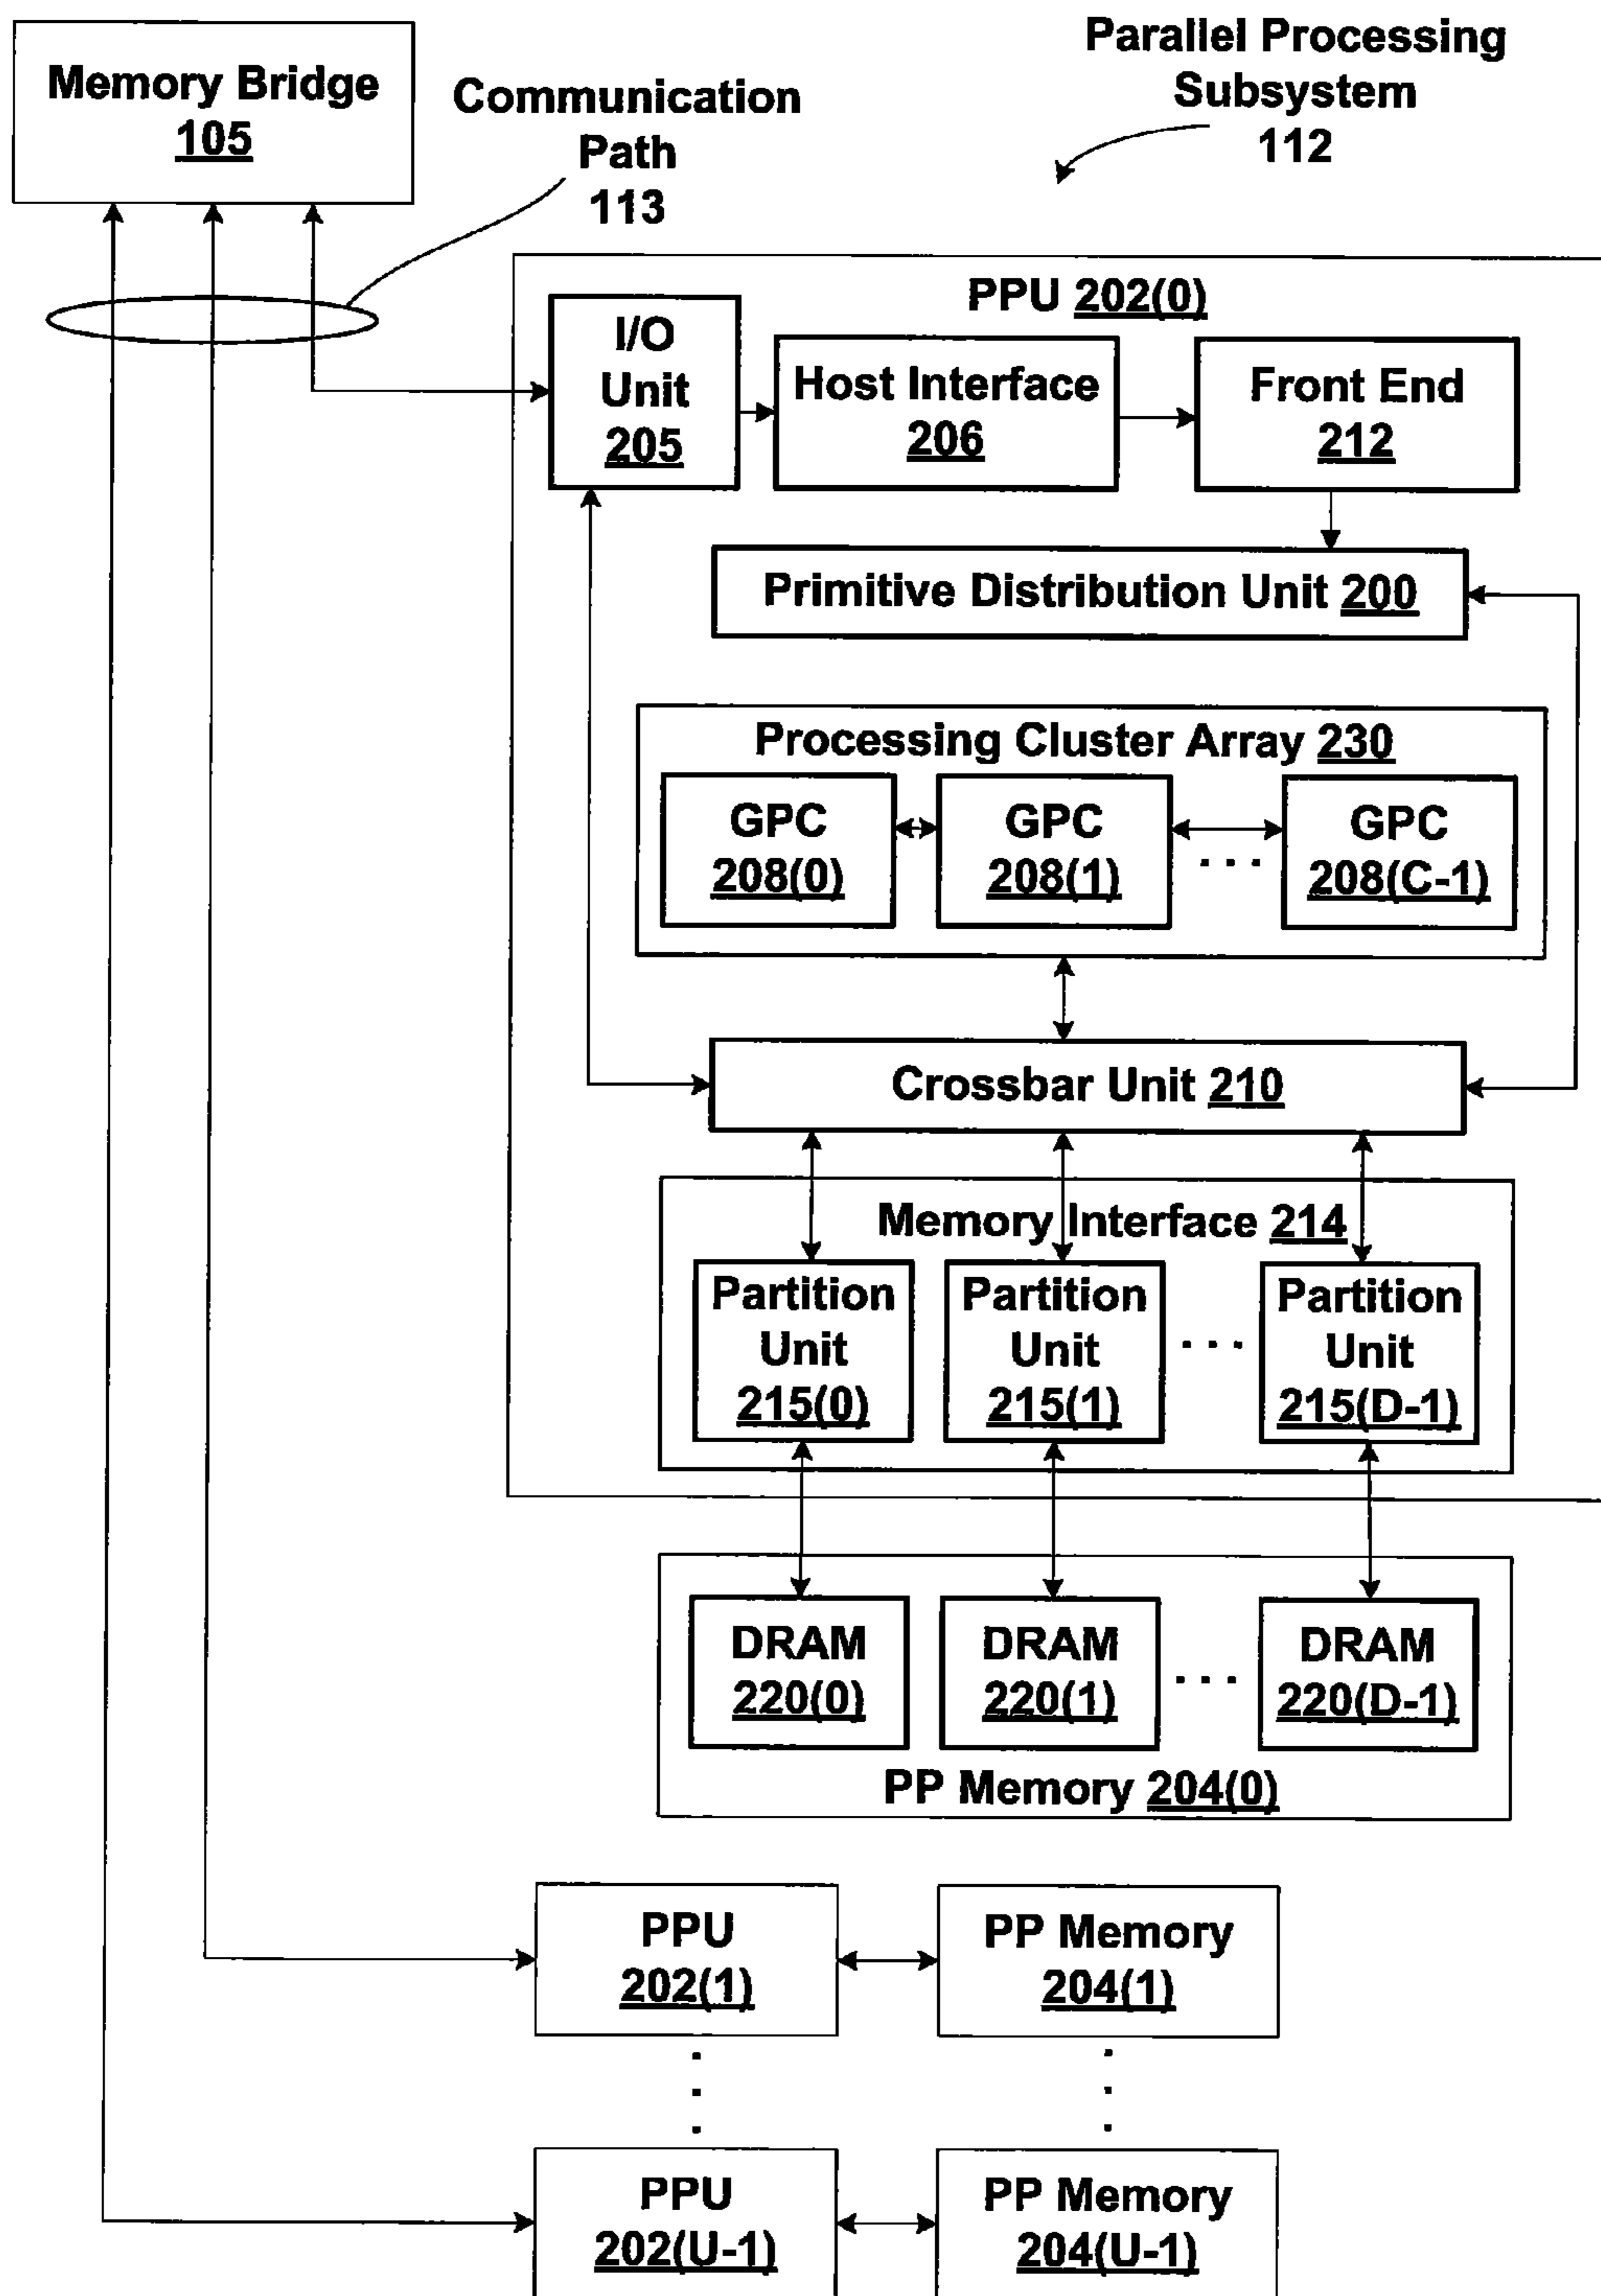 Memory Bridge
105
Communication
Path
113
Parallel Processing
Subsystem
112
PPU 202(0)
I/O
Unit
205
Host Interface
206
Front End
212
Primitive Distribution Unit 200
Processing Cluster Array 230
GPC
208(0)
GPC
208(1)
. . .
GPC
208(C-1)
Crossbar Unit 210
Memory Interface 214
Partition
Unit
215(0)
Partition
Unit
215(1)
. . .
Partition
Unit
215(D-1)
DRAM
220(0)
DRAM
220(1)
. . .
DRAM
220(D-1)
PP Memory 204(0)
PPU
202(1)
PP Memory
204(1)
PPU
202(U-1)
PP Memory
204(U-1)